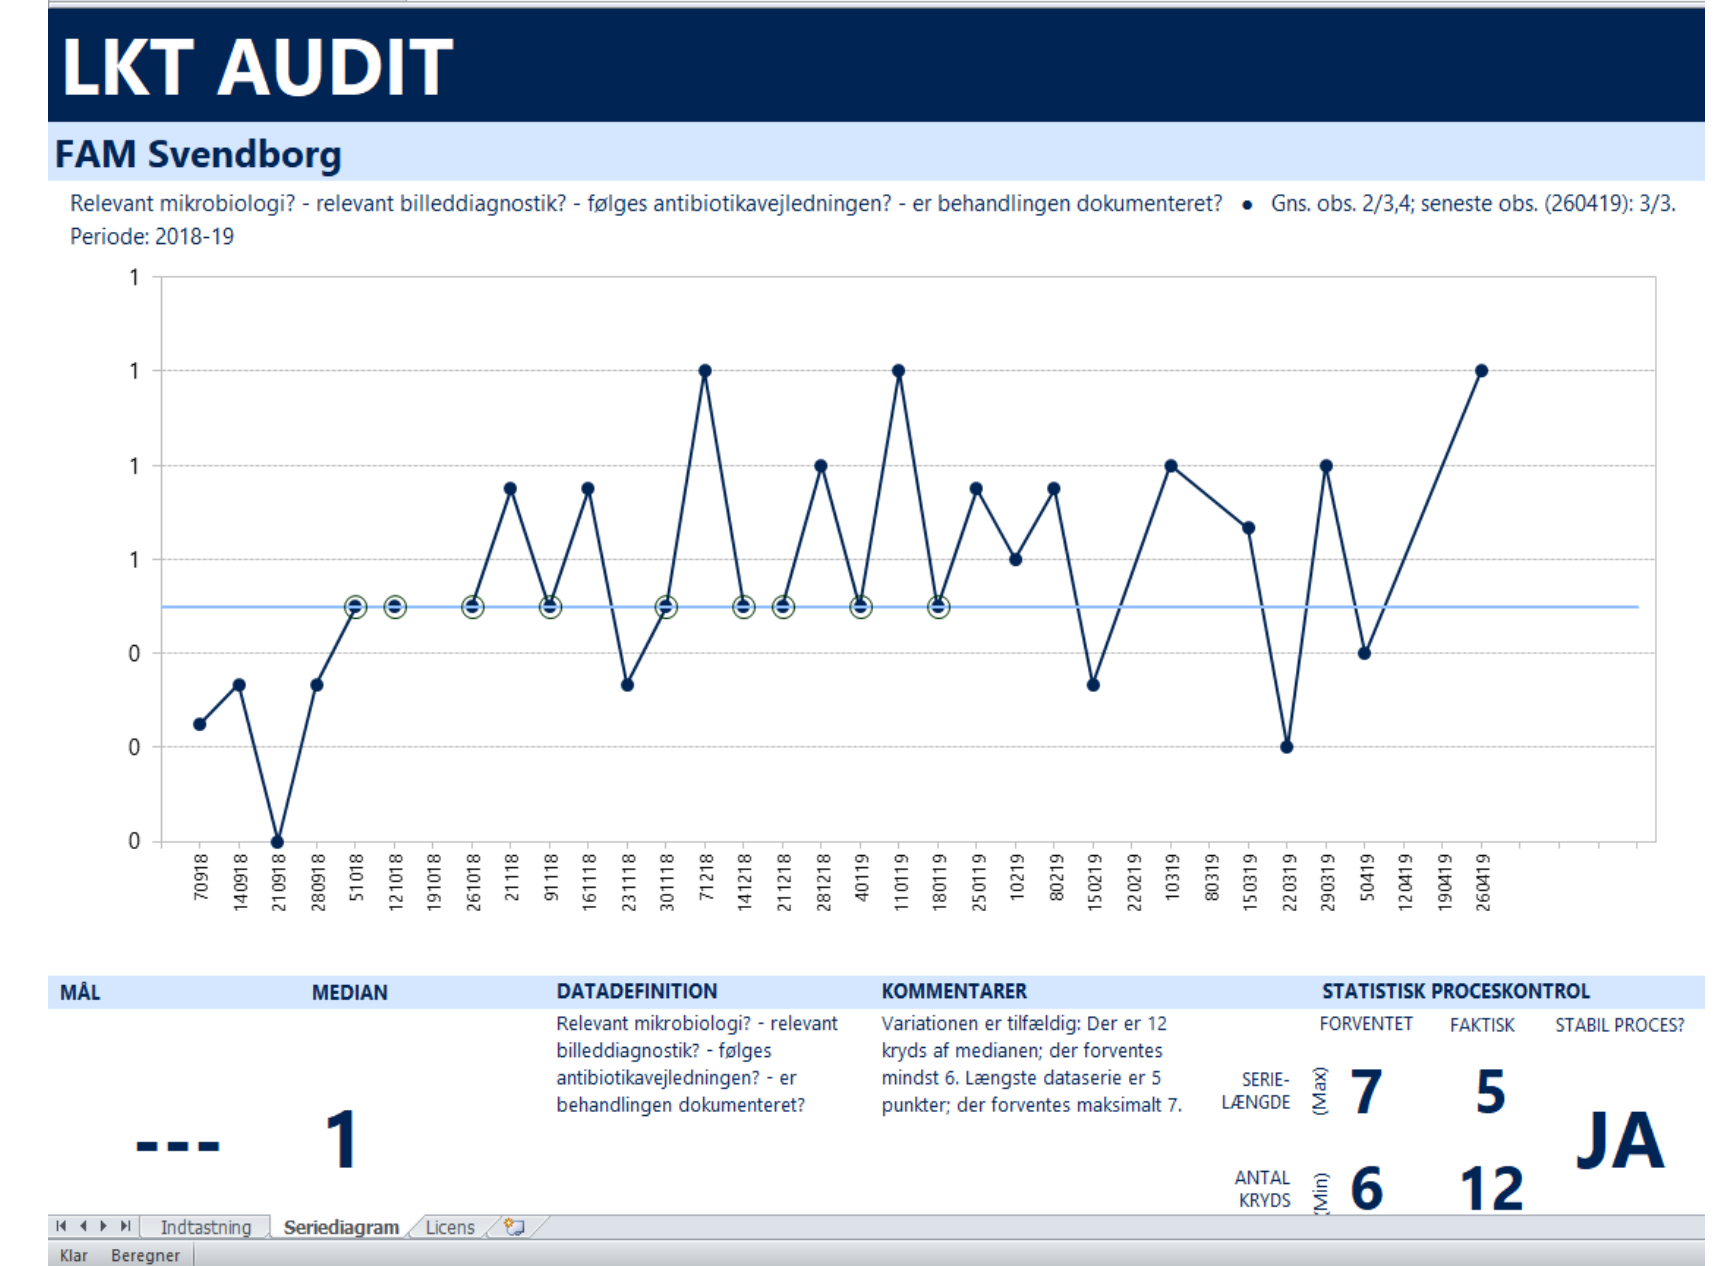 LKT AUDIT
FAM Svendborg
Relevant mikrobiologi? - relevant billeddiagnostik? - følges antibiotikavejledningen? - er behandlingen dokumenteret? ● Gns. obs. 2/3,4; seneste obs. (260419): 3/3.
Periode: 2018-19
1
1
1
1
0
0
0
70918
140918
210918
280918
51018
121018
191018
261018
21118
91118
161118
231118
301118
71218
141218
211218
281218
40119
110119
180119
250119
10219
80219
150219
220219
10319
80319
150319
220319
290319
50419
120419
190419
260419
MÅL
---
MEDIAN
1
DATADEFINITION
Relevant mikrobiologi? - relevant
billeddiagnostik? - følges
antibiotikavejledningen? - er
behandlingen dokumenteret?
KOMMENTARER
Variationen er tilfældig: Der er 12
kryds af medianen; der forventes
mindst 6. Længste dataserie er 5
punkter; der forventes maksimalt 7.
STATISTISK PROCESKONTROL
FORVENTET FAKTISK STABIL PROCES?
SERIE-
LÆNGDE (Max) 7 5
JA
ANTAL
KRYDS (Min) 6 12
Indtastning Seriediagram Licens
Klar Beregner